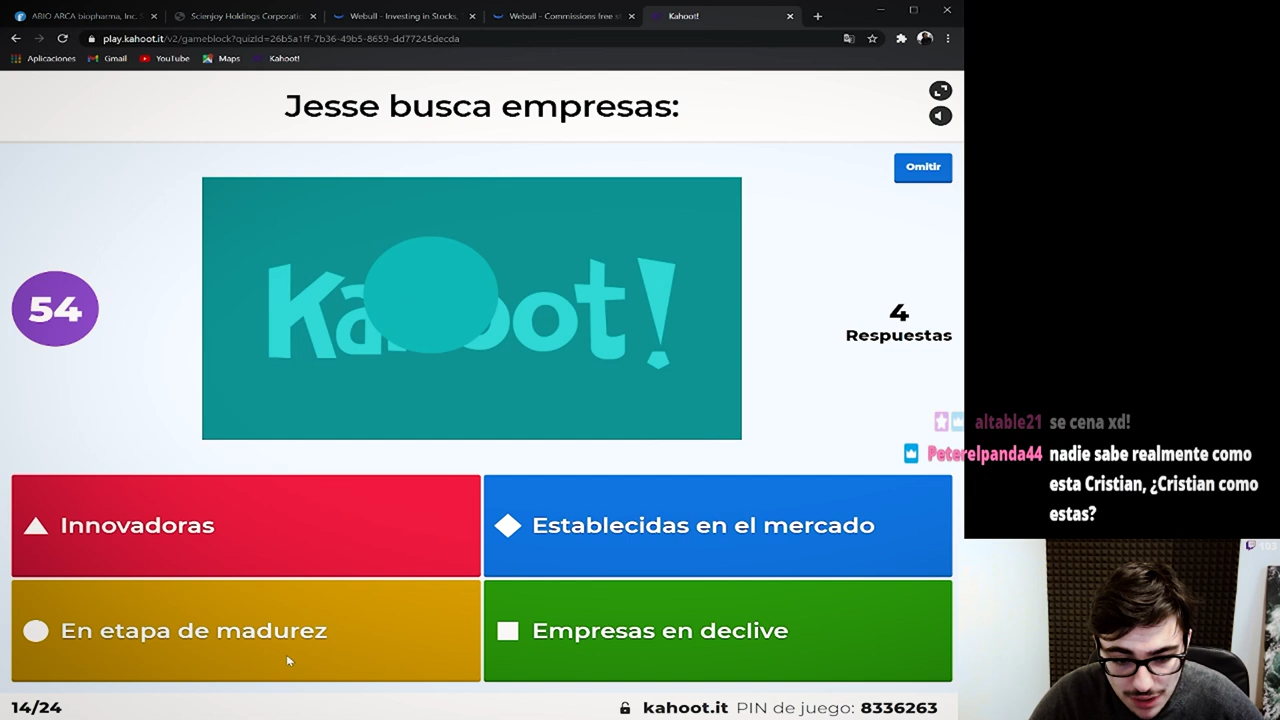 ABIO ARCA biopharma, Inc. S
Scienjoy Holdings Corporatio
Webull - Investing in Stocks,
Webull - Commissions free s
Kahoot!
play.kahoot.it/v2/gameblock?quizId=26b5a1ff-7b36-49b5-8659-dd77245decda
Aplicaciones
Gmail
YouTube
Maps
Kahoot!
Jesse busca empresas:
Omitir
54
4
Respuestas
altable21 se cena xd!
Peterelpanda44 nadie sabe realmente como
esta Cristian, ¿Cristian como
estas?
Innovadoras
Establecidas en el mercado
En etapa de madurez
Empresas en declive
14/24
kahoot.it PIN de juego: 8336263